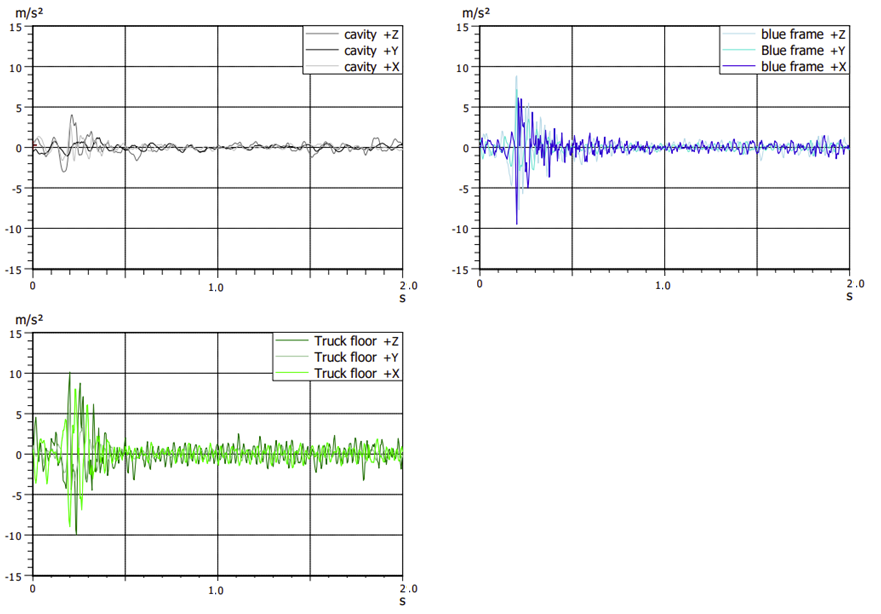 m/s²
15
10
5
0
-5
-10
-15
cavity +Z
cavity +Y
cavity +X
0
1.0
2.0
s
m/s²
15
10
5
0
-5
-10
-15
blue frame +Z
Blue frame +Y
blue frame +X
0
1.0
2.0
s
m/s²
15
10
5
0
-5
-10
-15
Truck floor +Z
Truck floor +Y
Truck floor +X
0
1.0
2.0
s